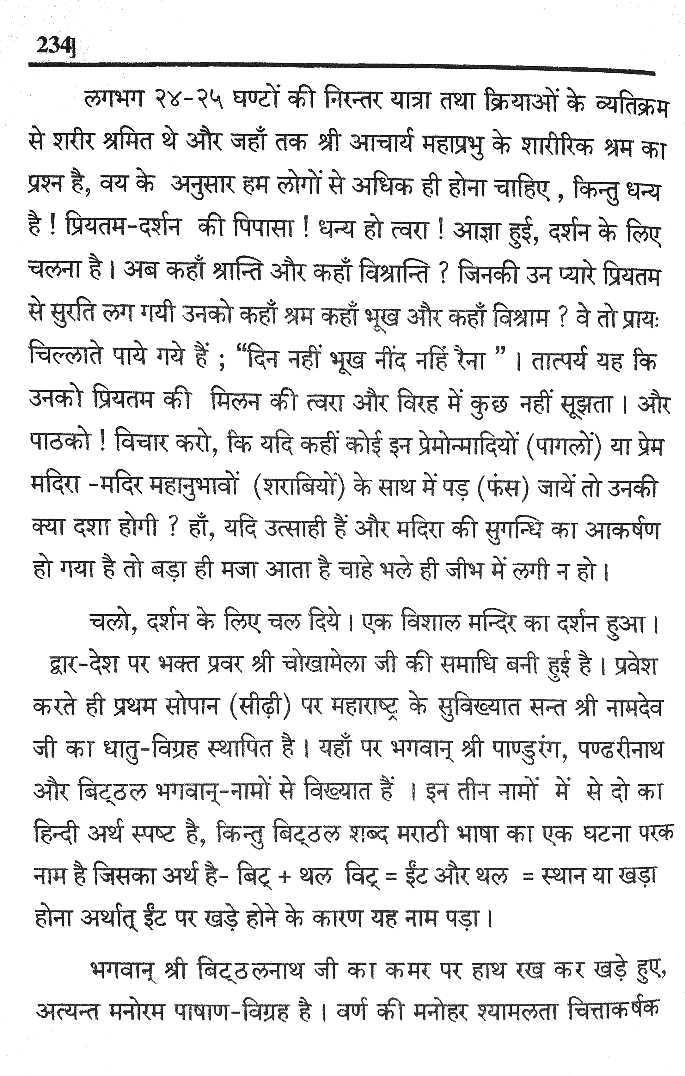 234]
लगभग २४-२५ घण्टों की निरन्तर यात्रा तथा क्रियाओं के व्यतिक्रम
से शरीर श्रमित थे और जहाँ तक श्री आचार्य महाप्रभु के शारीरिक श्रम का
प्रश्न है, वय के अनुसार हम लोगों से अधिक ही होना चाहिए , किन्तु धन्य
है ! प्रियतम-दर्शन की पिपासा ! धन्य हो त्वरा ! आज्ञा हुई, दर्शन के लिए
चलना है । अब कहाँ श्रान्ति और कहाँ विश्रान्ति ? जिनकी उन प्यारे प्रियतम
से सुरति लग गयी उनको कहाँ श्रम कहाँ भूख और कहाँ विश्राम ? वे तो प्रायः
चिल्लाते पाये गये हैं ; “दिन नहीं भूख नींद नहिं रैना ” । तात्पर्य यह कि
उनको प्रियतम की मिलन की त्वरा और विरह में कुछ नहीं सूझता । और
पाठको ! विचार करो, कि यदि कहीं कोई इन प्रेमोन्मादियों (पागलों) या प्रेम
मदिरा -मदिर महानुभावों (शराबियों) के साथ में पड़ (फंस) जायें तो उनकी
क्या दशा होगी ? हाँ, यदि उत्साही हैं और मदिरा की सुगन्धि का आकर्षण
हो गया है तो बड़ा ही मजा आता है चाहे भले ही जीभ में लगी न हो ।
चलो, दर्शन के लिए चल दिये । एक विशाल मन्दिर का दर्शन हुआ ।
द्वार-देश पर भक्त प्रवर श्री चोखामेला जी की समाधि बनी हुई है । प्रवेश
करते ही प्रथम सोपान (सीढ़ी) पर महाराष्ट्र के सुविख्यात सन्त श्री नामदेव
जी का धातु-विग्रह स्थापित है । यहाँ पर भगवान् श्री पाण्डुरंग, पण्ढरीनाथ
और बिट्ठल भगवान्-नामों से विख्यात हैं । इन तीन नामों में से दो का
हिन्दी अर्थ स्पष्ट है, किन्तु बिट्ठल शब्द मराठी भाषा का एक घटना परक
नाम है जिसका अर्थ है- बिट् + थल विट् = ईंट और थल = स्थान या खड़ा
होना अर्थात् ईंट पर खड़े होने के कारण यह नाम पड़ा ।
भगवान् श्री बिट्ठलनाथ जी का कमर पर हाथ रख कर खड़े हुए,
अत्यन्त मनोरम पाषाण-विग्रह है । वर्ण की मनोहर श्यामलता चित्ताकर्षक